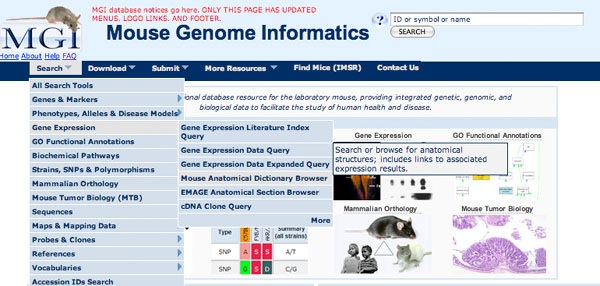 MGI database notices go here. ONLY THIS PAGE HAS UPDATED
MENUS. LOGO LINKS. AND FOOTER.
MGI
Mouse Genome Informatics
?
ID or symbol or name
SEARCH
Home About Help FAQ
Search
Download
Submit
More Resources
Find Mice (IMSR)
Contact Us
All Search Tools
Genes & Markers
Phenotypes, Alleles & Disease Models
Gene Expression
GO Functional Annotations
Biochemical Pathways
Strains, SNPs & Polymorphisms
Mammalian Orthology
Mouse Tumor Biology (MTB)
Sequences
Maps & Mapping Data
Probes & Clones
References
Vocabularies
Accession IDs Search
Gene Expression Literature Index
Query
Gene Expression Data Query
Gene Expression Data Expanded Query
Mouse Anatomical Dictionary Browser
EMAGE Anatomical Section Browser
cDNA Clone Query
More
database resource for the laboratory mouse, providing integrated genetic, genomic, and
biological data to facilitate the study of human health and disease.
Gene Expression
GO Functional Annotations
Search or browse for anatomical
structures; includes links to associated
expression results.
Mammalian Orthology
Mouse Tumor Biology
Type
Summary
(all strains)
SNP A S S A/T
SNP G S S C/G